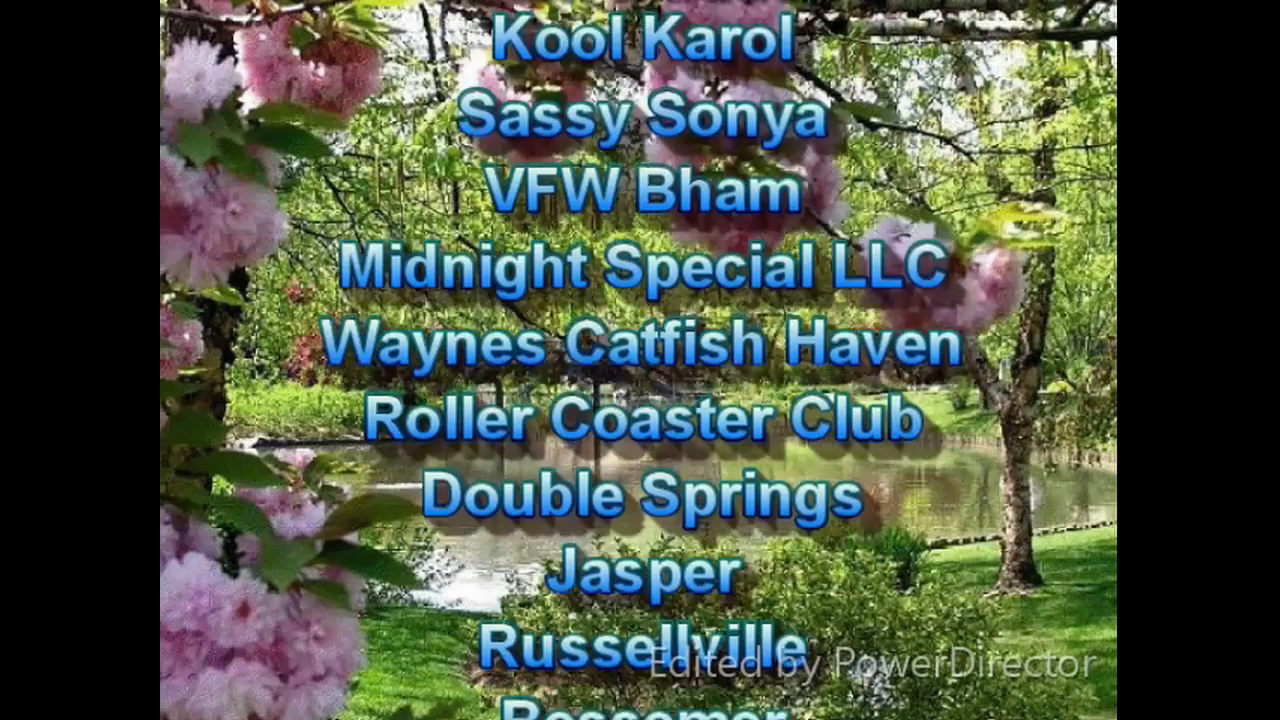 Kool Karol
Sassy Sonya
VFW Bham
Midnight Special LLC
Waynes Catfish Haven
Roller Coaster Club
Double Springs
Jasper
Russellville
Edited by PowerDirector
Bessemer